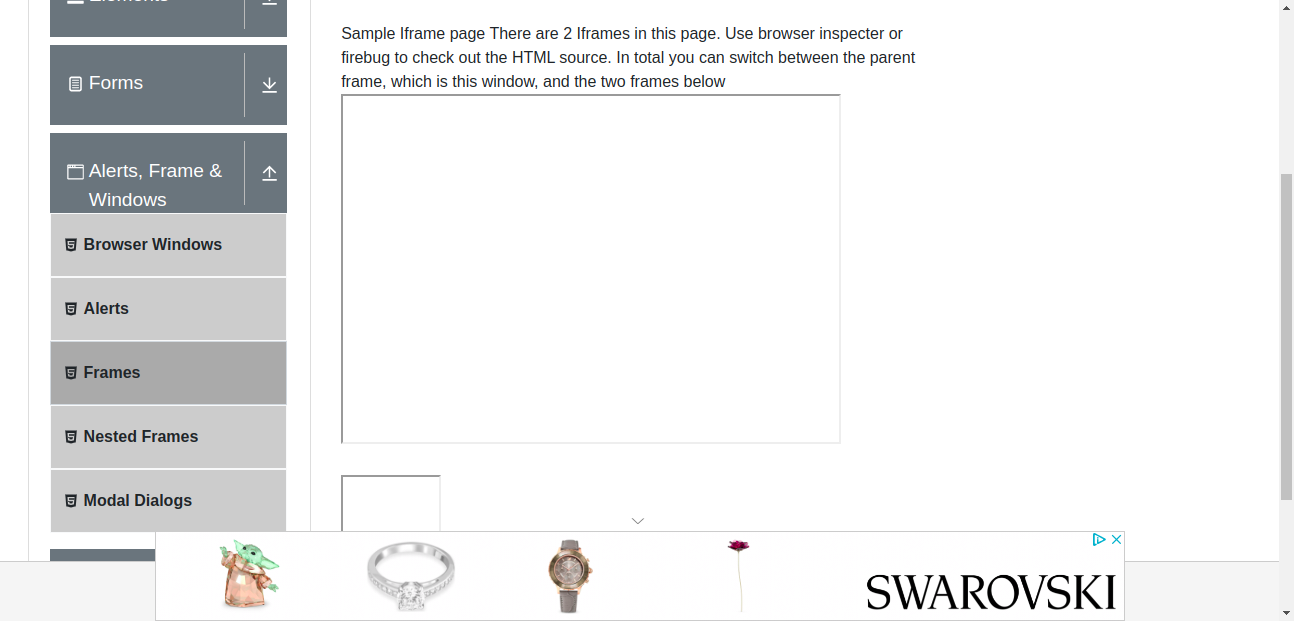 Elements
Forms
Alerts, Frame &
Windows
Browser Windows
Alerts
Frames
Nested Frames
Modal Dialogs
Sample Iframe page There are 2 Iframes in this page. Use browser inspecter or
firebug to check out the HTML source. In total you can switch between the parent
frame, which is this window, and the two frames below
SWAROVSKI